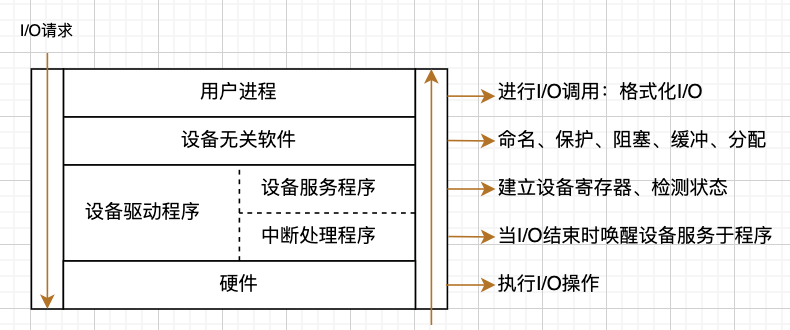 I/O请求
用户进程
进行I/O调用：格式化I/O
设备无关软件
命名、保护、阻塞、缓冲、分配
设备驱动程序
设备服务程序
建立设备寄存器、检测状态
中断处理程序
当I/O结束时唤醒设备服务于程序
硬件
执行I/O操作